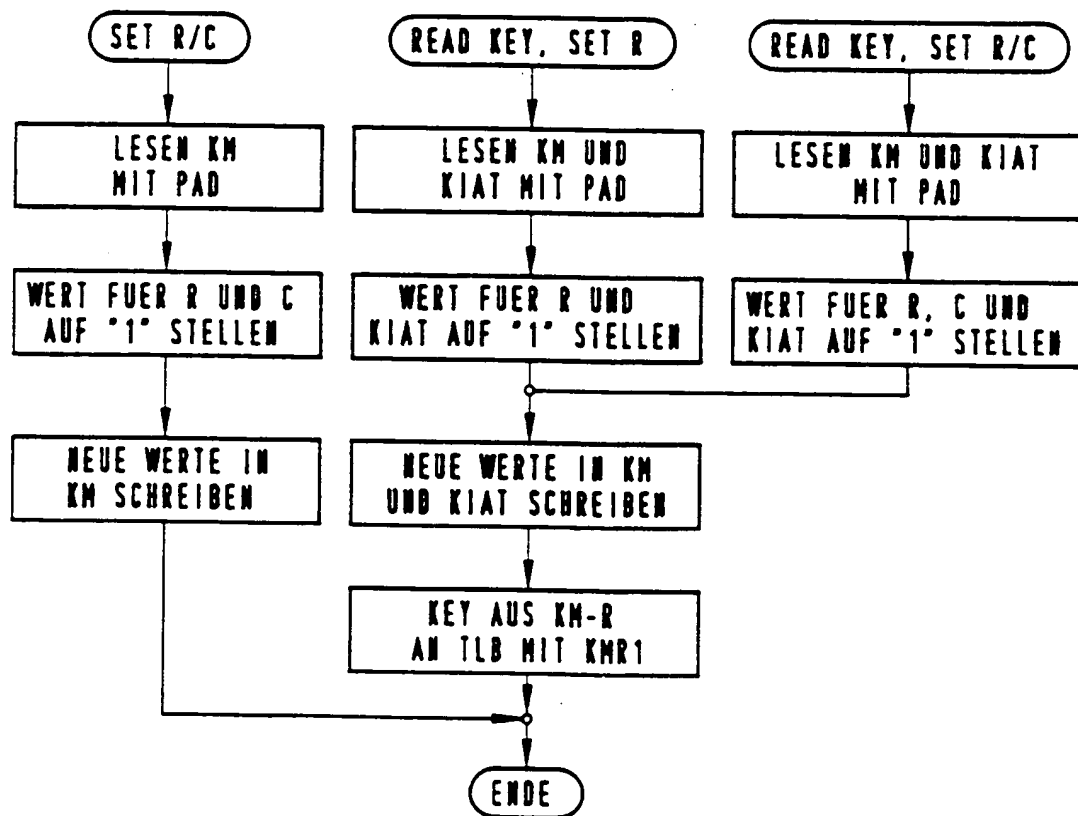 SET R/C
READ KEY, SET R
READ KEY, SET R/C
LESEN KM
MIT PAD
LESEN KM UND
KIAT MIT PAD
LESEN KM UND KIAT
MIT PAD
WERT FUER R UND C
AUF "1" STELLEN
WERT FUER R UND
KIAT AUF "1" STELLEN
WERT FUER R, C UND
KIAT AUF "1" STELLEN
NEUE WERTE IN
KM SCHREIBEN
NEUE WERTE IN KM
UND KIAT SCHREIBEN
KEY AUS KM-R
AN TLB MIT KMR1
ENDE